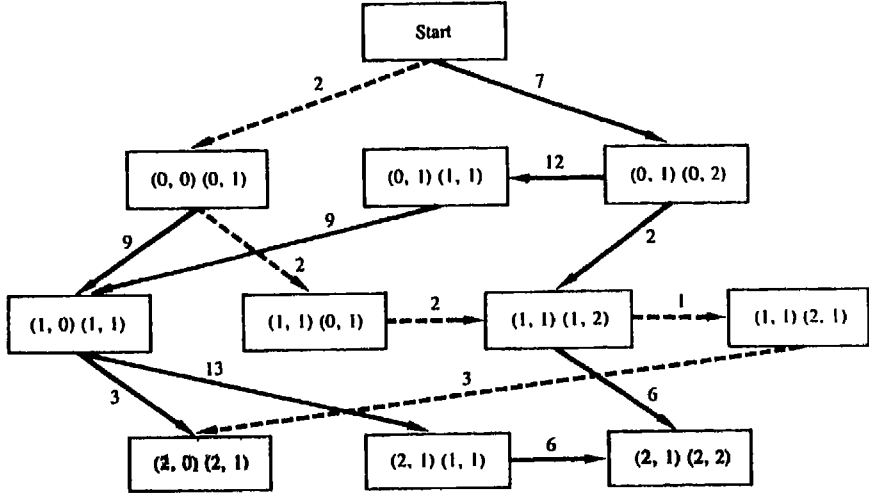 Start
2
7
(0, 0) (0, 1)
(0, 1) (1, 1)
12
(0, 1) (0, 2)
9
9
2
2
(1, 0) (1, 1)
(1, 1) (0, 1)
2
(1, 1) (1, 2)
1
(1, 1) (2, 1)
13
3
3
6
(2, 0) (2, 1)
(2, 1) (1, 1)
6
(2, 1) (2, 2)